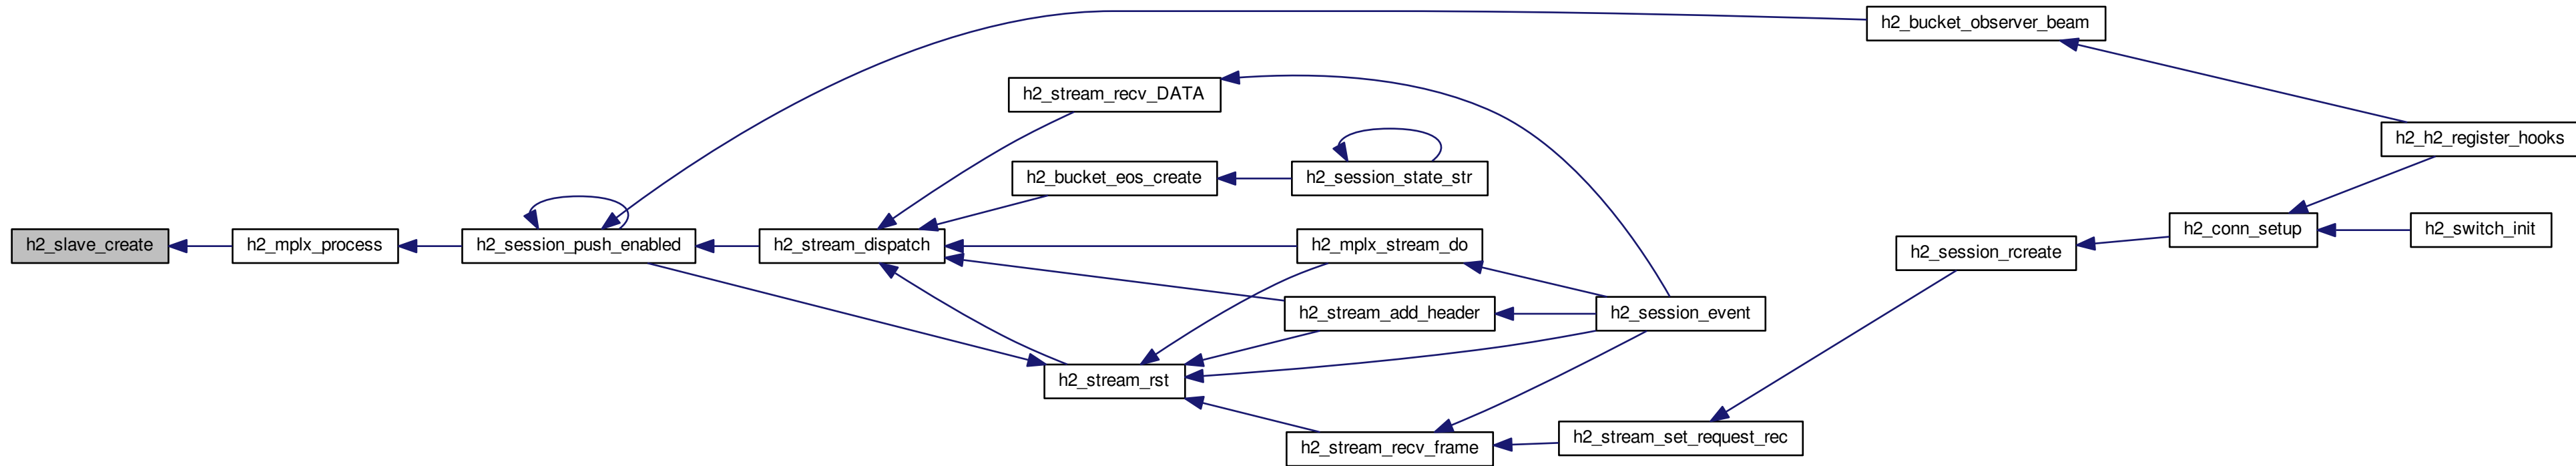 h2_bucket_observer_beam
h2_stream_recv_DATA
h2_h2_register_hooks
h2_bucket_eos_create
h2_session_state_str
h2_slave_create
h2_mplx_process
h2_session_push_enabled
h2_stream_dispatch
h2_mplx_stream_do
h2_session_rcreate
h2_conn_setup
h2_switch_init
h2_stream_add_header
h2_session_event
h2_stream_rst
h2_stream_recv_frame
h2_stream_set_request_rec